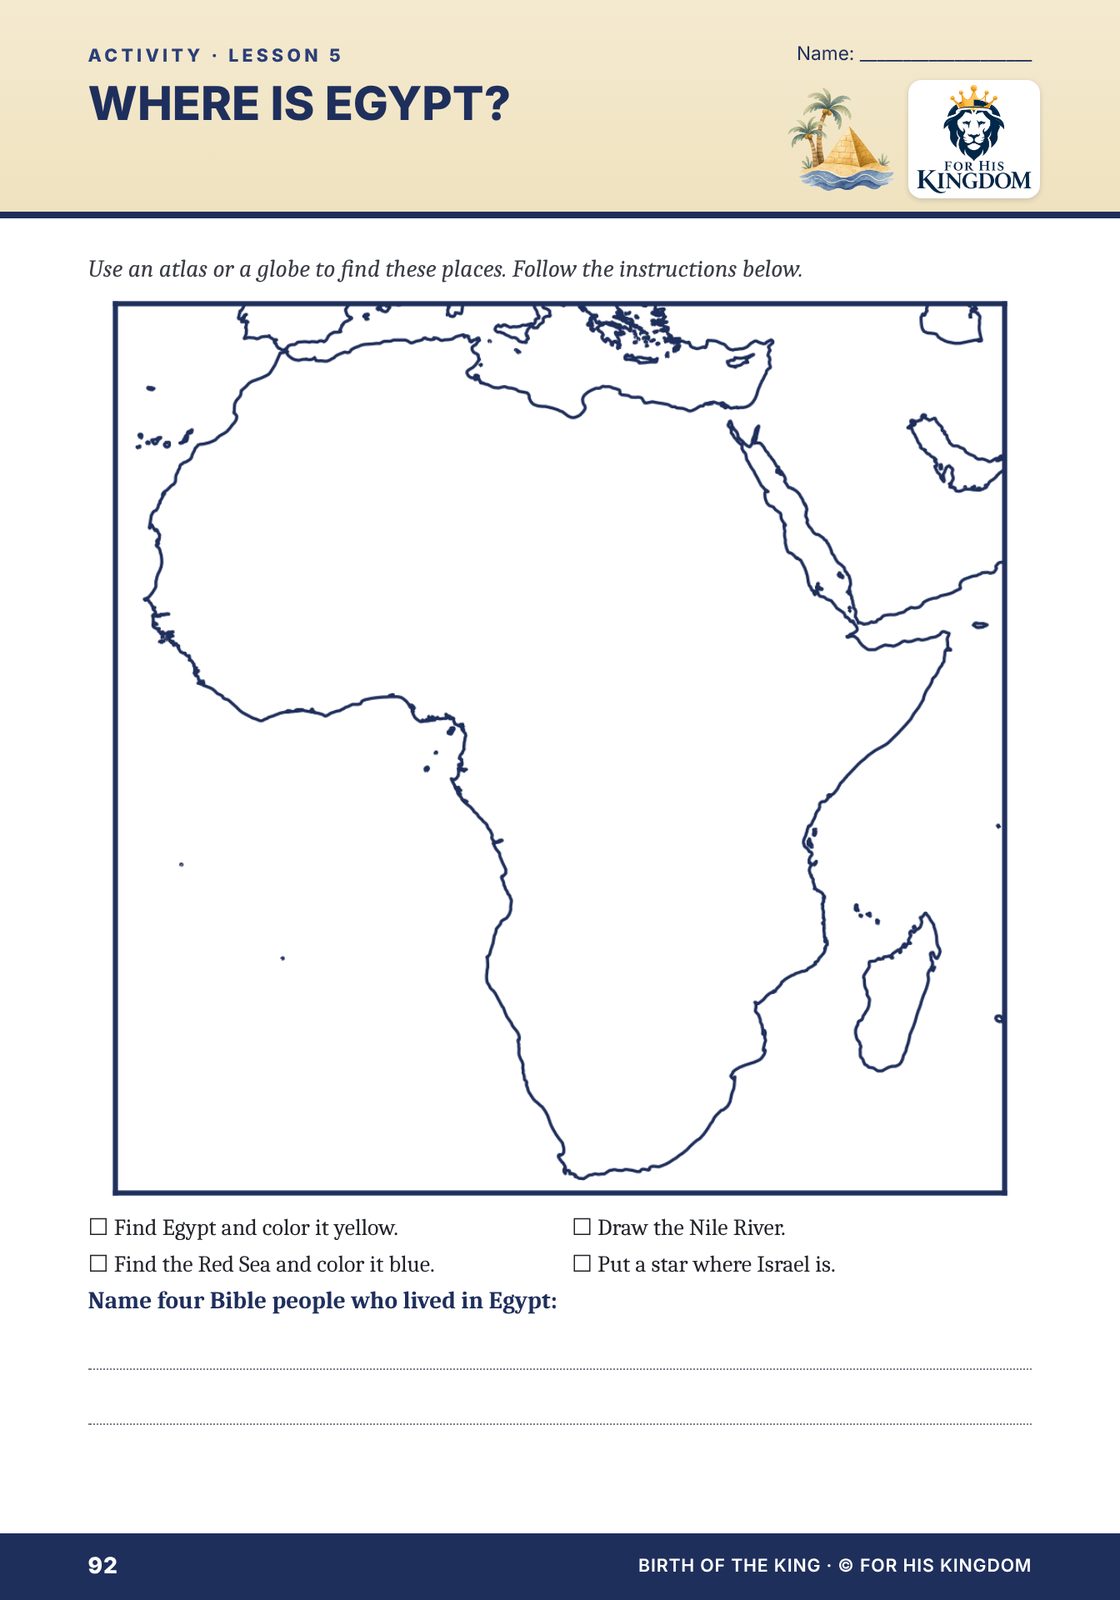 ACTIVITY · LESSON 5
Name: ____________________
WHERE IS EGYPT?
FOR HIS
KINGDOM
Use an atlas or a globe to find these places. Follow the instructions below.
☐ Find Egypt and color it yellow.
☐ Draw the Nile River.
☐ Find the Red Sea and color it blue.
☐ Put a star where Israel is.
Name four Bible people who lived in Egypt:
92
BIRTH OF THE KING · © FOR HIS KINGDOM